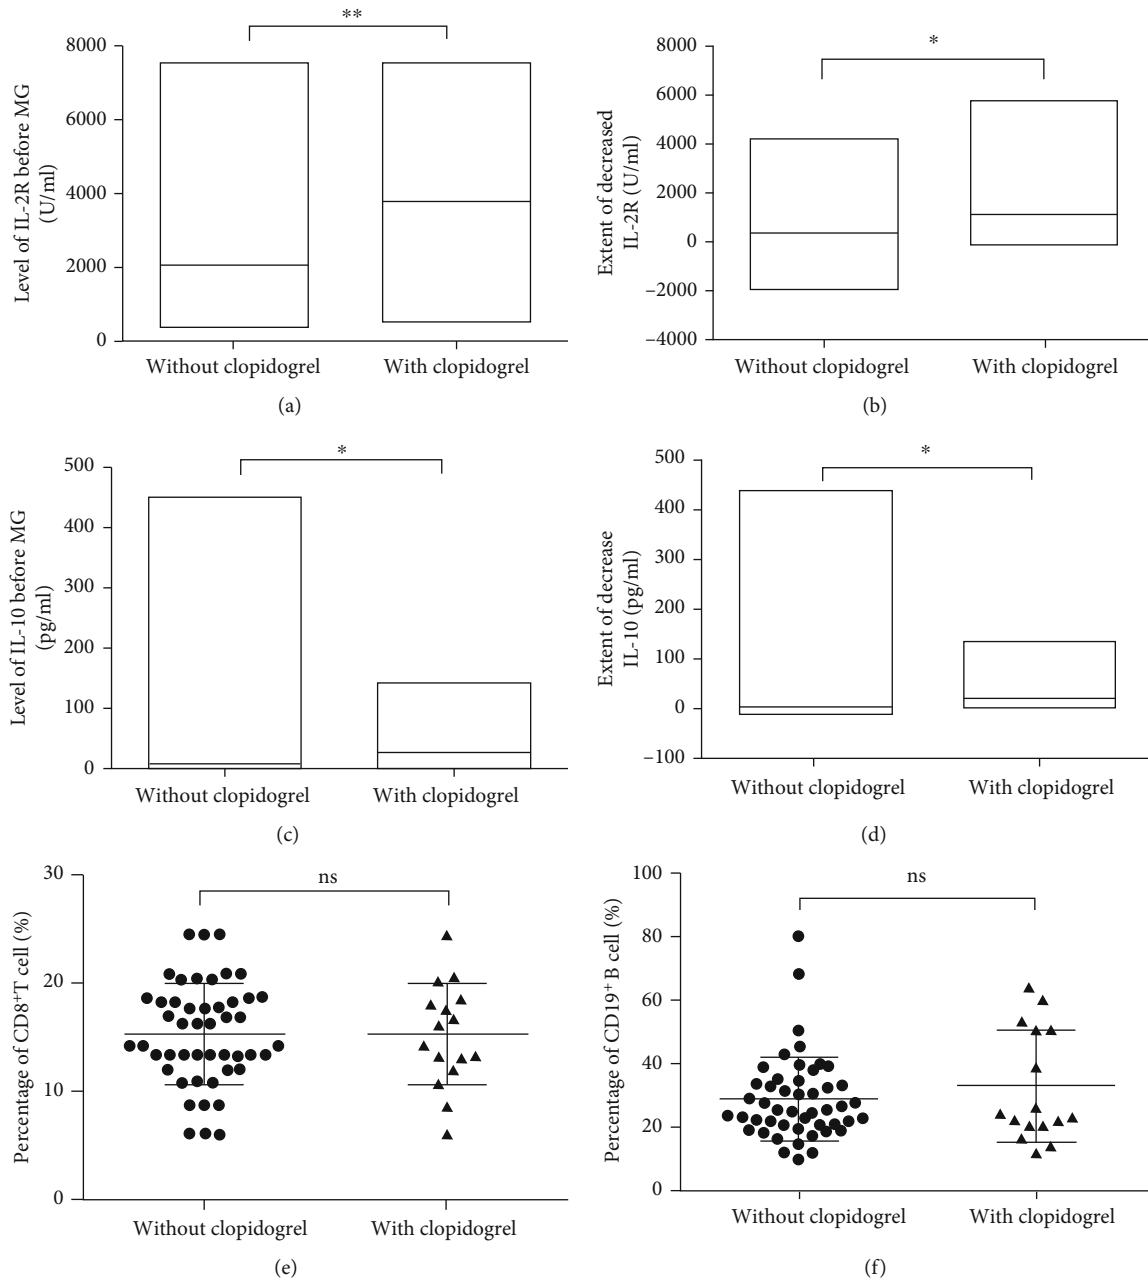 **
8000
6000
4000
2000
0
Level of IL-2R before MG
(U/ml)
Without clopidogrel
With clopidogrel
(a)
*
8000
6000
4000
2000
0
−2000
−4000
Extent of decreased
IL-2R (U/ml)
Without clopidogrel
With clopidogrel
(b)
*
500
400
300
200
100
0
Level of IL-10 before MG
(pg/ml)
Without clopidogrel
With clopidogrel
(c)
*
500
400
300
200
100
0
−100
Extent of decrease
IL-10 (pg/ml)
Without clopidogrel
With clopidogrel
(d)
ns
30
20
10
0
Percentage of CD8⁺T cell (%)
Without clopidogrel
With clopidogrel
(e)
ns
100
80
60
40
20
0
Percentage of CD19⁺ B cell (%)
Without clopidogrel
With clopidogrel
(f)